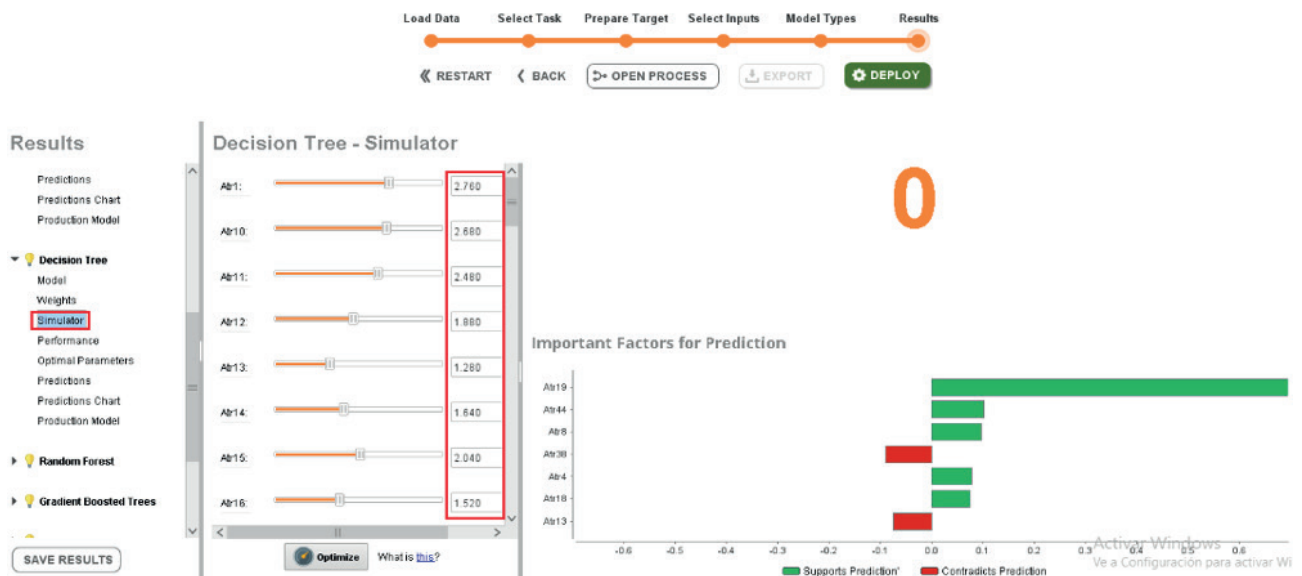 Load Data Select Task Prepare Target Select Inputs Model Types Results
RESTART BACK OPEN PROCESS EXPORT DEPLOY
Results
Predictions
Predictions Chart
Production Model
Decision Tree
Model
Weights
Simulator
Performance
Optimal Parameters
Predictions
Predictions Chart
Production Model
Random Forest
Gradient Boosted Trees
SAVE RESULTS
Decision Tree - Simulator
Atr1: 2.760
Atr10: 2.680
Atr11: 2.480
Atr12: 1.880
Atr13: 1.280
Atr14: 1.640
Atr15: 2.040
Atr16: 1.520
Optimize What is this?
0
Important Factors for Prediction
Atr19
Atr44
Atr8
Atr38
Atr4
Atr18
Atr13
-0.6 -0.5 -0.4 -0.3 -0.2 -0.1 0.0 0.1 0.2 0.3 0.4 0.5 0.6
Supports Prediction' Contradicts Prediction
Activar Windows
Ve a Configuración para activar Wi